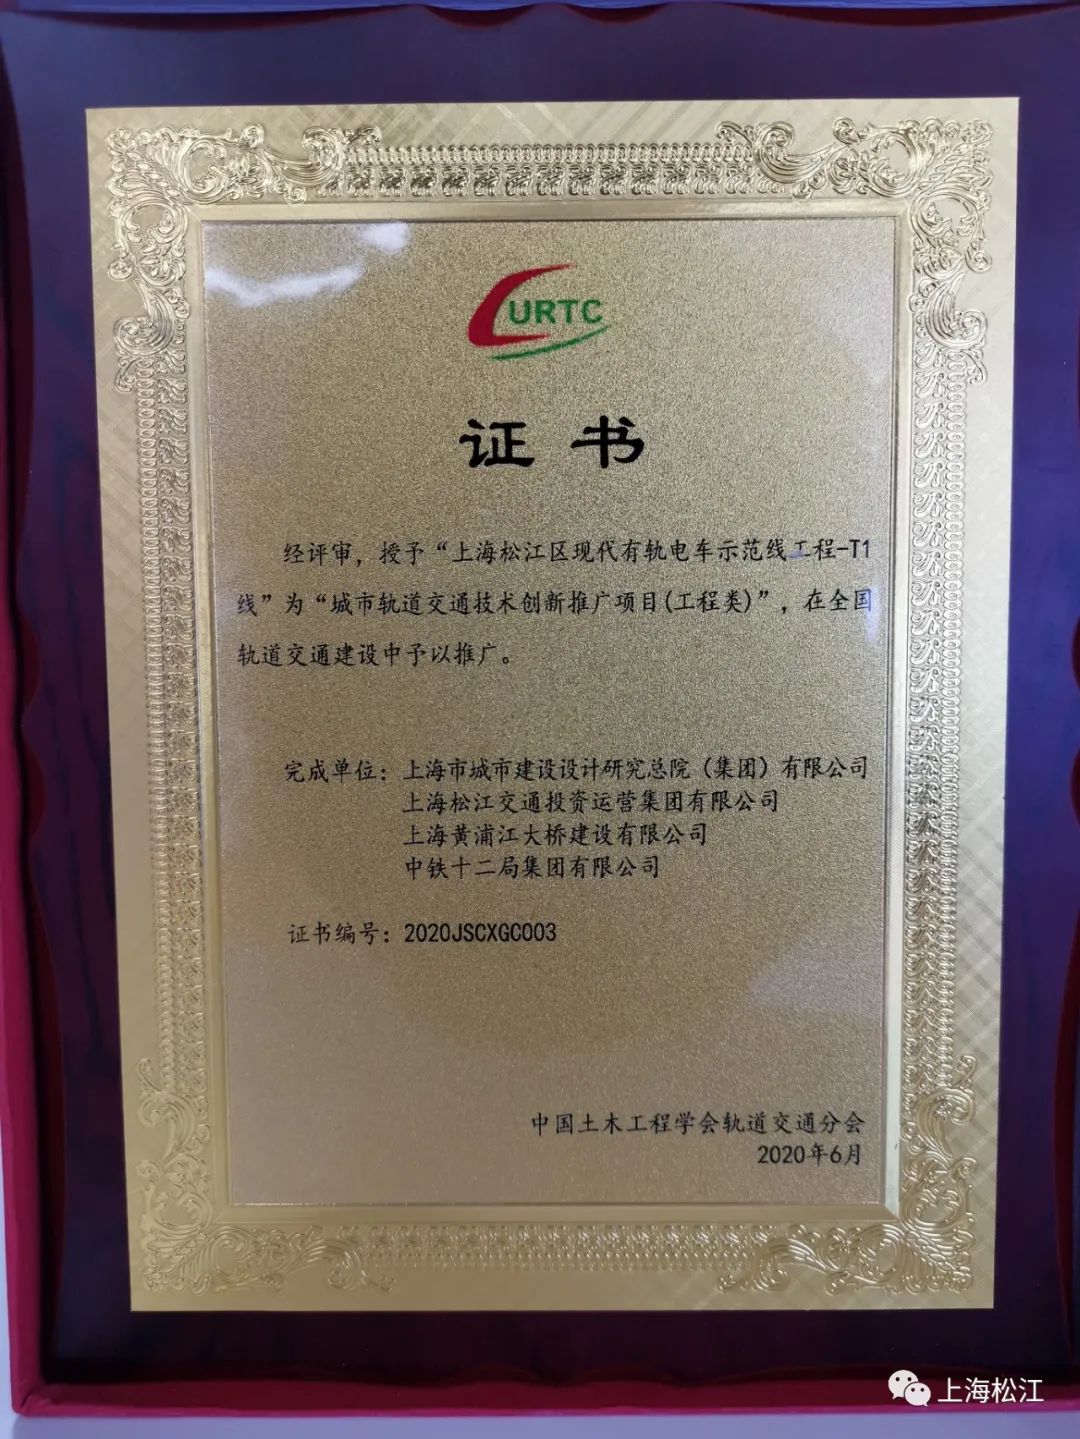 URTC
证书
经评审，授予“上海松江区现代有轨电车示范线工程-T1
线”为“城市轨道交通技术创新推广项目(工程类)”，在全国
轨道交通建设中予以推广。
完成单位：上海市城市建设设计研究总院（集团）有限公司
上海松江交通投资运营集团有限公司
上海黄浦江大桥建设有限公司
中铁十二局集团有限公司
证书编号：2020JSCXGC003
中国土木工程学会轨道交通分会
2020年6月
上海松江